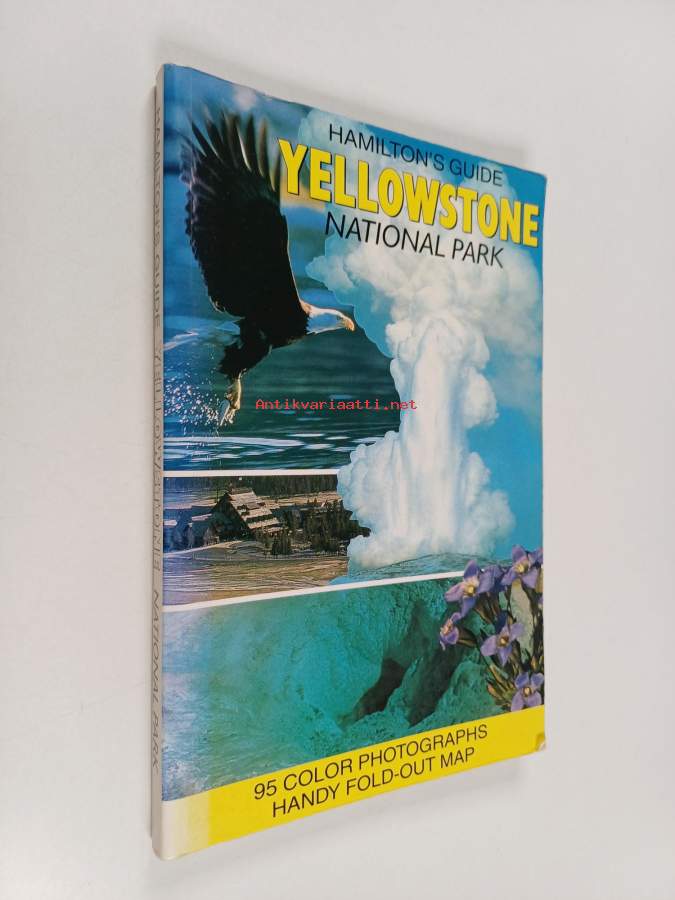 HAMILTON'S GUIDE
YELLOWSTONE
NATIONAL PARK
Antikvariaatti.net
95 COLOR PHOTOGRAPHS
HANDY FOLD-OUT MAP
HAMILTON'S GUIDE YELLOWSTONE NATIONAL PARK